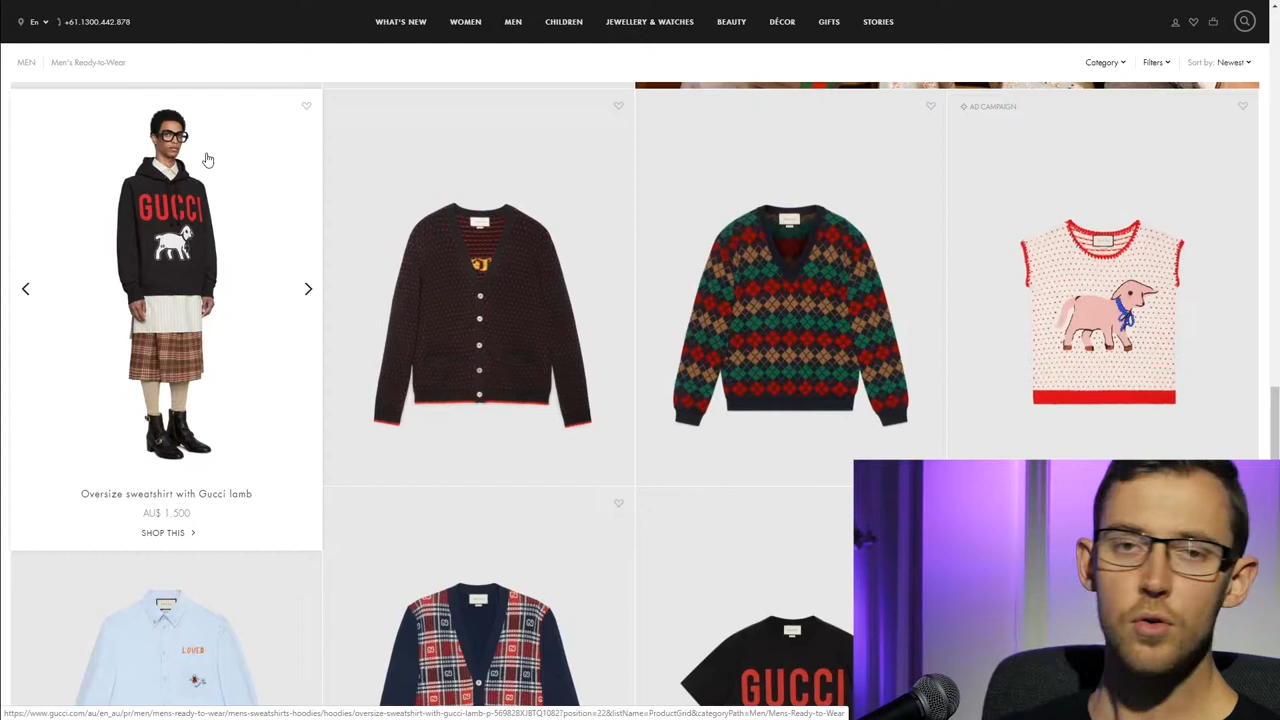 En
+61.1300.442.878
WHAT'S NEW
WOMEN
MEN
CHILDREN
JEWELLERY & WATCHES
BEAUTY
DÉCOR
GIFTS
STORIES
MEN
Men's Ready-to-Wear
Category
Filters
Sort by: Newest
AD CAMPAIGN
GUCCI
Oversize sweatshirt with Gucci lamb
AU$ 1,500
SHOP THIS
LOVED
GUCCI
https://www.gucci.com/au/en_au/pr/men/mens-ready-to-wear/mens-sweatshirts-hoodies/hoodies/oversize-sweatshirt-with-gucci-lamb-p-569828XJBTQ1082?position=22&listName=ProductGrid&categoryPath=Men/Mens-Ready-to-Wear